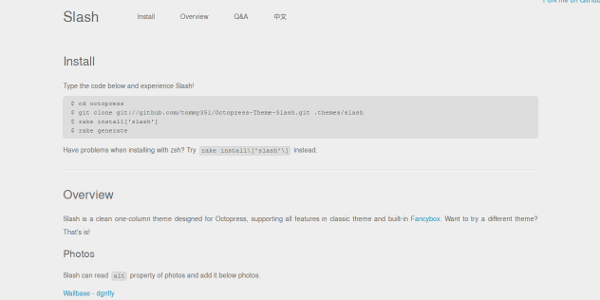 Fork me on GitHub
Slash Install Overview Q&A 中文
Install
Type the code below and experience Slash!
$ cd octopress
$ git clone git://github.com/tommy351/Octopress-Theme-Slash.git .themes/slash
$ rake install['slash']
$ rake generate
Have problems when installing with zsh? Try rake install\['slash'\] instead.
Overview
Slash is a clean one-column theme designed for Octopress, supporting all features in classic theme and built-in Fancybox. Want to try a different theme?
That's is!
Photos
Slash can read alt property of photos and add it below photos.
Wallbase - dgnfly